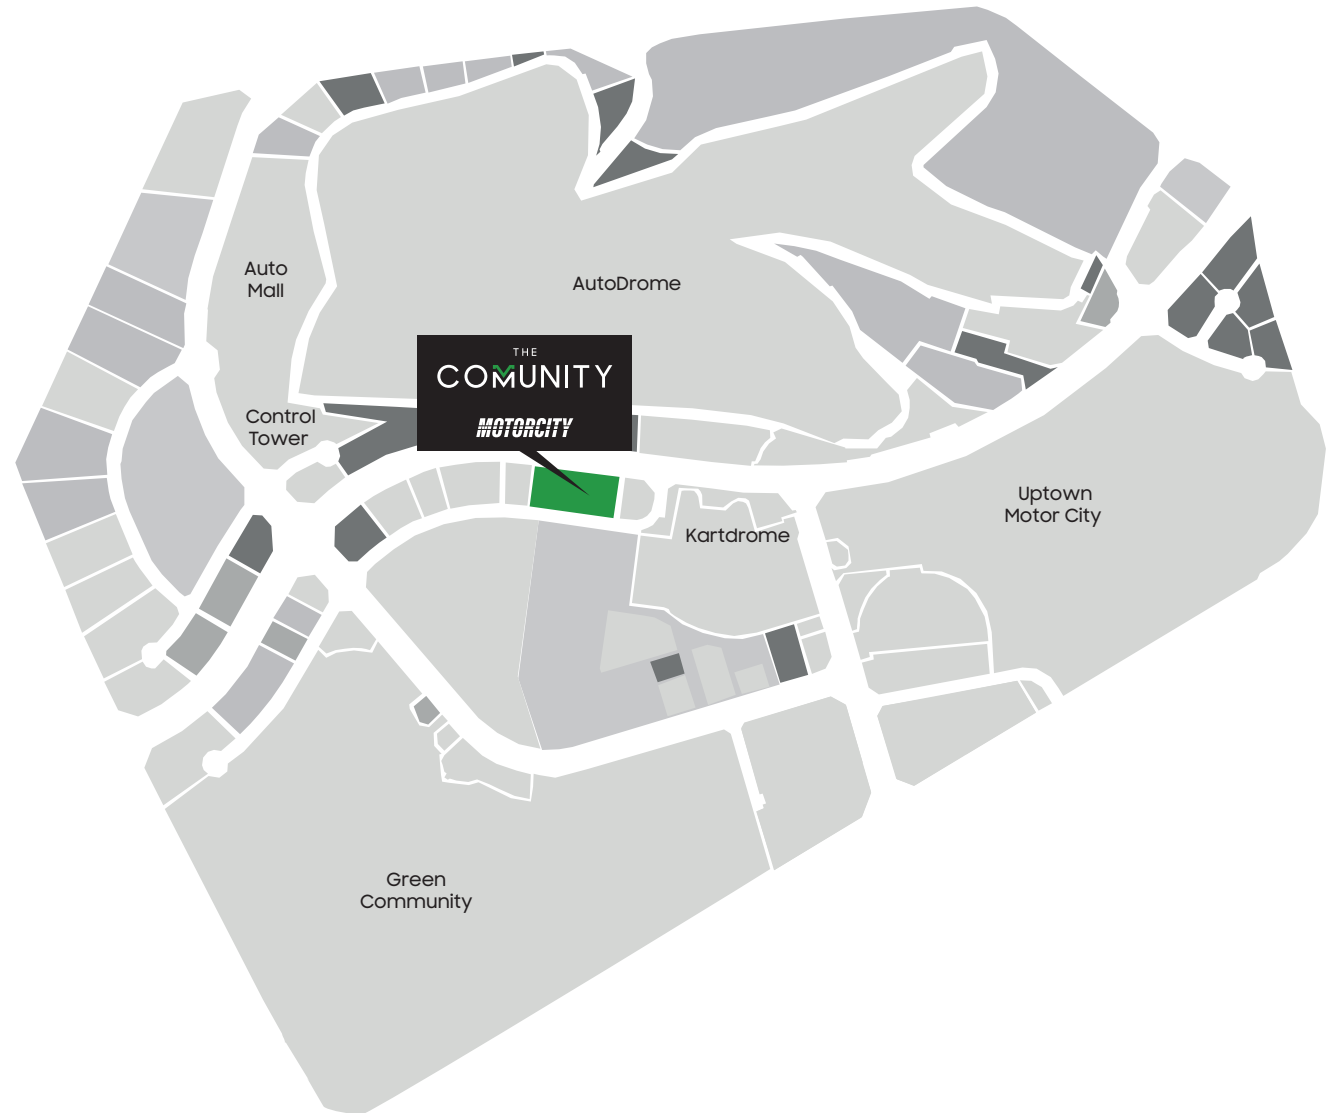 Auto
Mall
AutoDrome
THE
COMUNITY
MOTORCITY
Control
Tower
Uptown
Motor City
Kartdrome
Green
Community